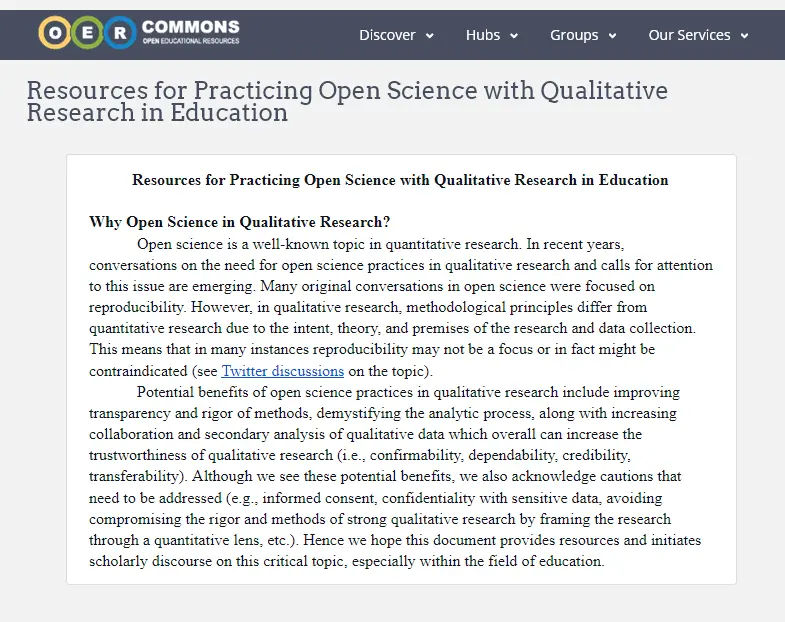 OER COMMONS
OPEN EDUCATIONAL RESOURCES
Discover Hubs Groups Our Services
Resources for Practicing Open Science with Qualitative
Research in Education
Resources for Practicing Open Science with Qualitative Research in Education
Why Open Science in Qualitative Research?
Open science is a well-known topic in quantitative research. In recent years,
conversations on the need for open science practices in qualitative research and calls for attention
to this issue are emerging. Many original conversations in open science were focused on
reproducibility. However, in qualitative research, methodological principles differ from
quantitative research due to the intent, theory, and premises of the research and data collection.
This means that in many instances reproducibility may not be a focus or in fact might be
contraindicated (see Twitter discussions on the topic).
Potential benefits of open science practices in qualitative research include improving
transparency and rigor of methods, demystifying the analytic process, along with increasing
collaboration and secondary analysis of qualitative data which overall can increase the
trustworthiness of qualitative research (i.e., confirmability, dependability, credibility,
transferability). Although we see these potential benefits, we also acknowledge cautions that
need to be addressed (e.g., informed consent, confidentiality with sensitive data, avoiding
compromising the rigor and methods of strong qualitative research by framing the research
through a quantitative lens, etc.). Hence we hope this document provides resources and initiates
scholarly discourse on this critical topic, especially within the field of education.